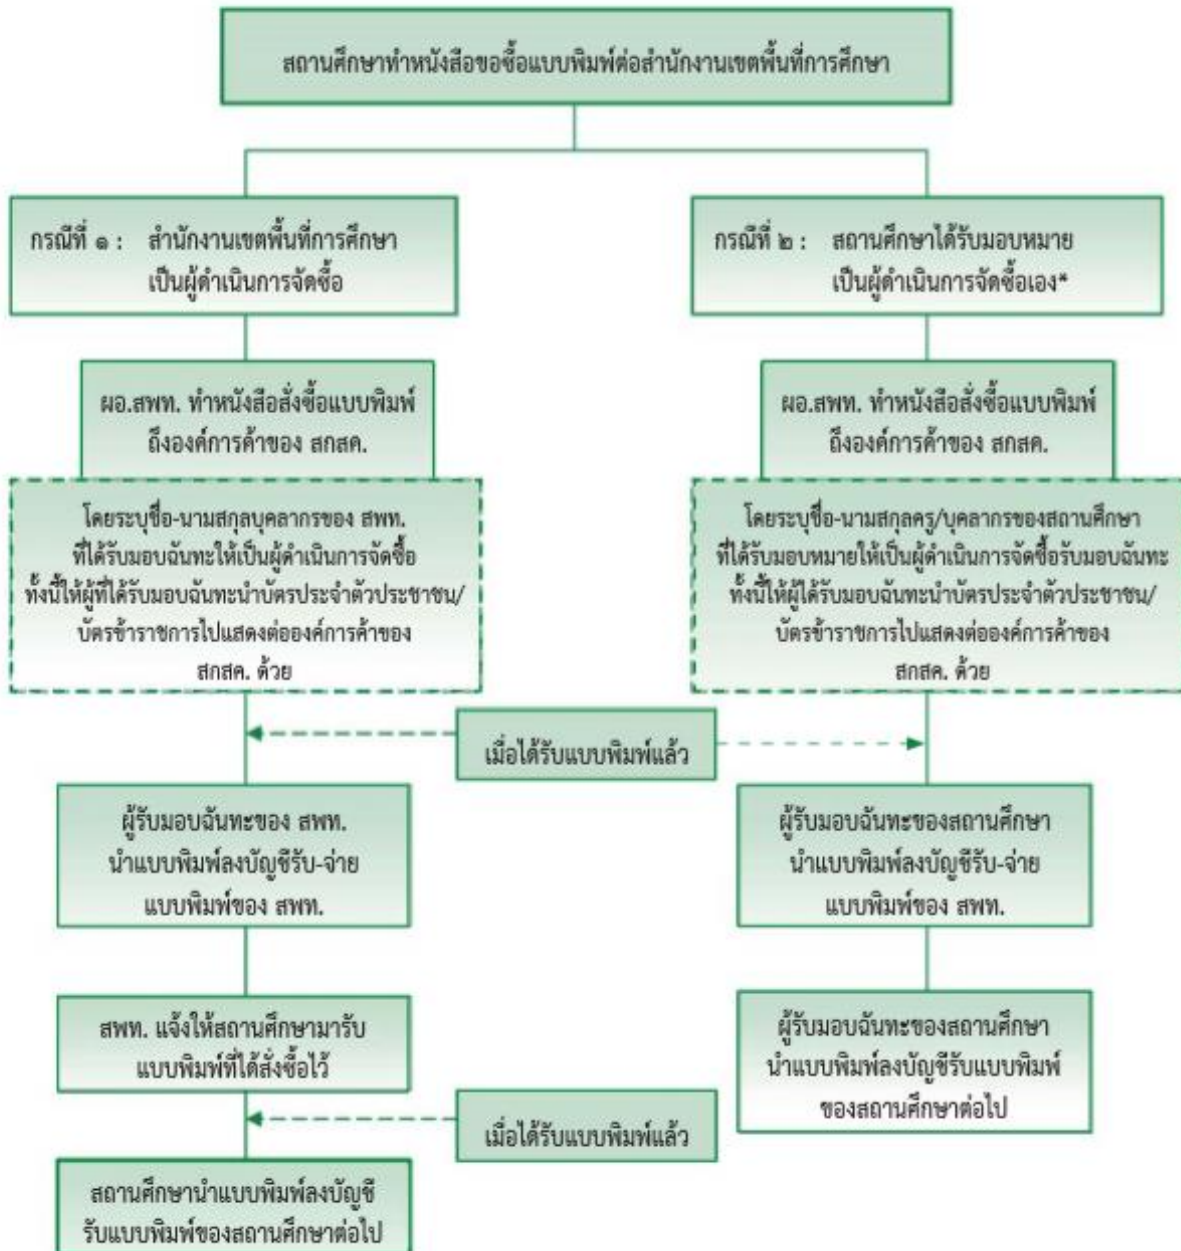 สถานศึกษาทำหนังสือขอซื้อแบบพิมพ์ต่อสำนักงานเขตพื้นที่การศึกษา
กรณีที่ ๑ : สำนักงานเขตพื้นที่การศึกษา
เป็นผู้ดำเนินการจัดซื้อ
ผอ.สพท. ทำหนังสือสั่งซื้อแบบพิมพ์
ถึงองค์การค้าของ สกสค.
โดยระบุชื่อ-นามสกุลบุคลากรของ สพท.
ที่ได้รับมอบฉันทะให้เป็นผู้ดำเนินการจัดซื้อ
ทั้งนี้ให้ผู้ที่ได้รับมอบฉันทะนำบัตรประจำตัวประชาชน/
บัตรข้าราชการไปแสดงต่อองค์การค้าของ
สกสค. ด้วย
กรณีที่ ๒ : สถานศึกษาได้รับมอบหมาย
เป็นผู้ดำเนินการจัดซื้อเอง*
ผอ.สพท. ทำหนังสือสั่งซื้อแบบพิมพ์
ถึงองค์การค้าของ สกสค.
โดยระบุชื่อ-นามสกุลครู/บุคลากรของสถานศึกษา
ที่ได้รับมอบหมายให้เป็นผู้ดำเนินการจัดซื้อรับมอบฉันทะ
ทั้งนี้ให้ผู้ได้รับมอบฉันทะนำบัตรประจำตัวประชาชน/
บัตรข้าราชการไปแสดงต่อองค์การค้าของ
สกสค. ด้วย
เมื่อได้รับแบบพิมพ์แล้ว
ผู้รับมอบฉันทะของ สพท.
นำแบบพิมพ์ลงบัญชีรับ-จ่าย
แบบพิมพ์ของ สพท.
สพท. แจ้งให้สถานศึกษามารับ
แบบพิมพ์ที่ได้สั่งซื้อไว้
เมื่อได้รับแบบพิมพ์แล้ว
สถานศึกษานำแบบพิมพ์ลงบัญชี
รับแบบพิมพ์ของสถานศึกษาต่อไป
ผู้รับมอบฉันทะของสถานศึกษา
นำแบบพิมพ์ลงบัญชีรับ-จ่าย
แบบพิมพ์ของ สพท.
ผู้รับมอบฉันทะของสถานศึกษา
นำแบบพิมพ์ลงบัญชีรับแบบพิมพ์
ของสถานศึกษาต่อไป